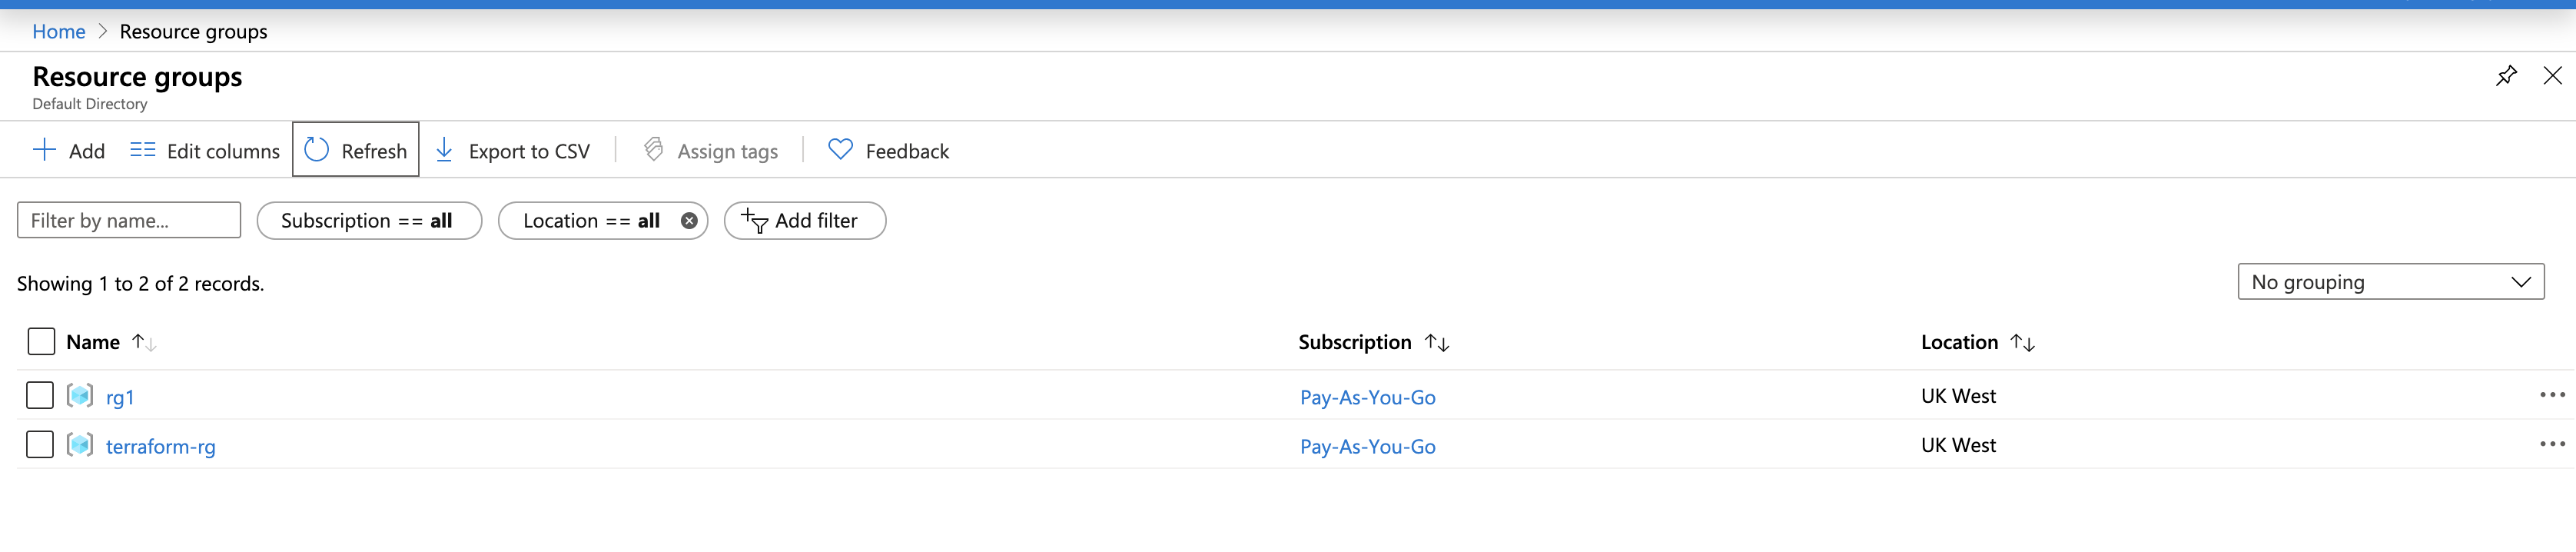 Home > Resource groups
Resource groups
Default Directory
Add Edit columns Refresh Export to CSV Assign tags Feedback
Filter by name... Subscription == all Location == all Add filter
Showing 1 to 2 of 2 records. No grouping
Name Subscription Location
rg1 Pay-As-You-Go UK West
terraform-rg Pay-As-You-Go UK West